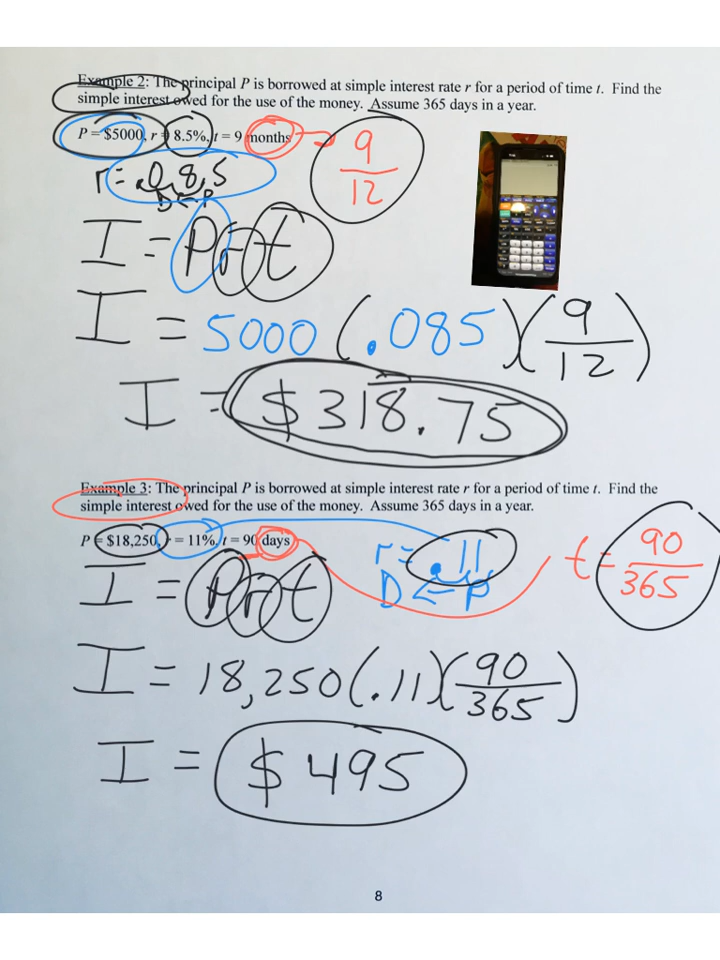 Example 2: The principal P is borrowed at simple interest rate r for a period of time t. Find the
simple interest owed for the use of the money. Assume 365 days in a year.
P = $5000, r = 8.5%, t = 9 months
9/12
r = .08,5
D ← P
I = Prt
I = 5000 (.085)(9/12)
I = $318.75
Example 3: The principal P is borrowed at simple interest rate r for a period of time t. Find the
simple interest owed for the use of the money. Assume 365 days in a year.
P = $18,250, r = 11%, t = 90 days
r = .11
D ← P
t = 90/365
I = Prt
I = 18,250(.11)(90/365)
I = $495
8